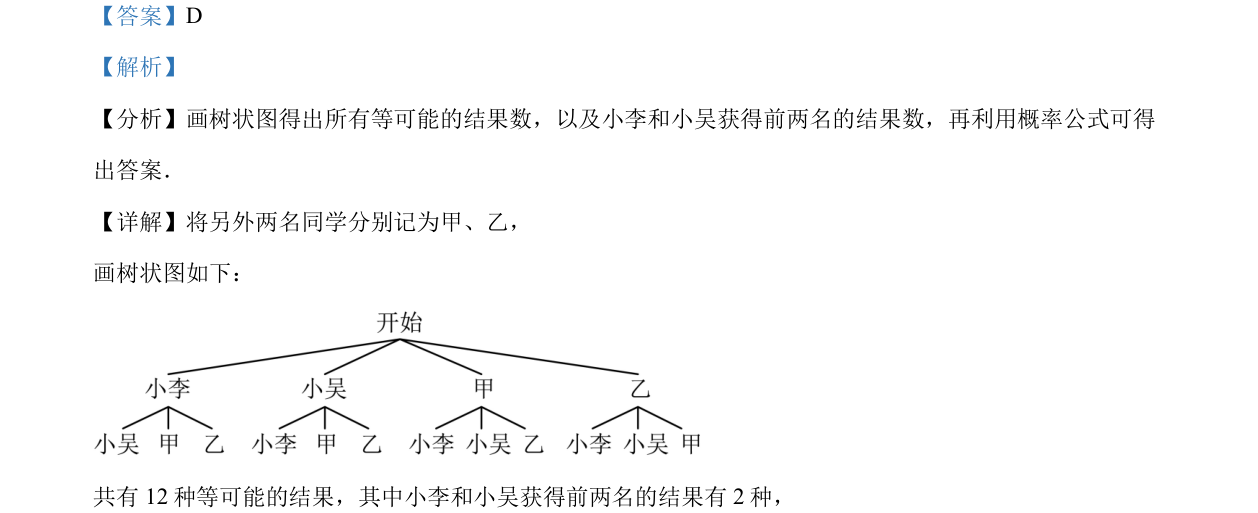 【答案】D
【解析】
【分析】画树状图得出所有等可能的结果数，以及小李和小吴获得前两名的结果数，再利用概率公式可得
出答案．
【详解】将另外两名同学分别记为甲、乙，
画树状图如下：
开始
小李 小吴 甲 乙
小吴 甲 乙 小李 甲 乙 小李 小吴 乙 小李 小吴 甲
共有 12 种等可能的结果，其中小李和小吴获得前两名的结果有 2 种，